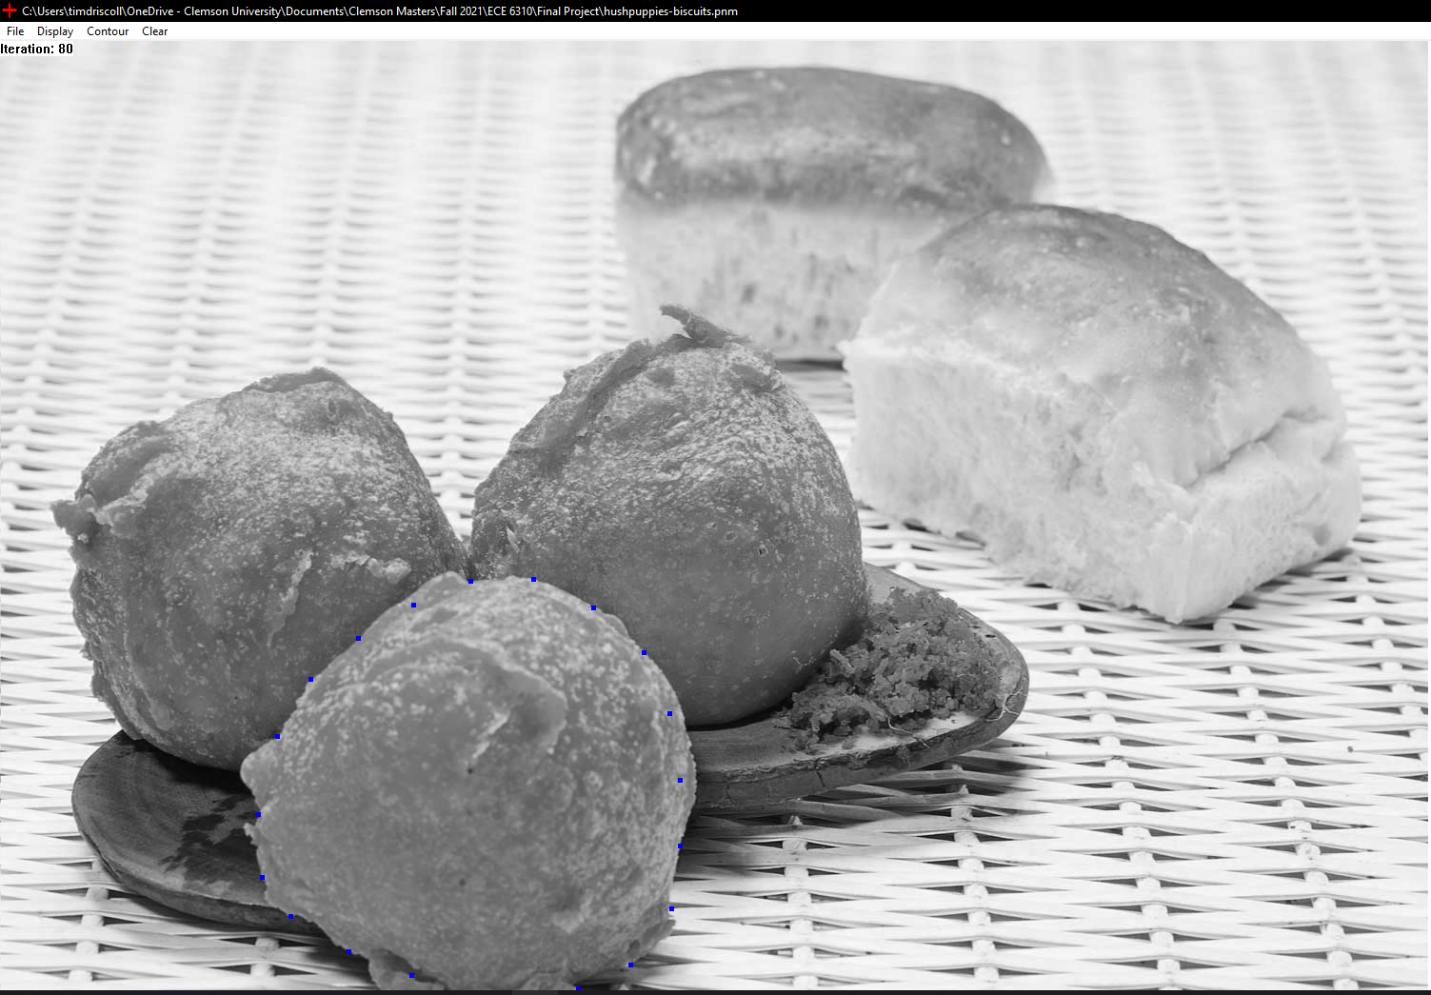 C:\Users\timdriscoll\OneDrive - Clemson University\Documents\Clemson Masters\Fall 2021\ECE 6310\Final Project\hushpuppies-biscuits.pnm
File Display Contour Clear
Iteration: 80